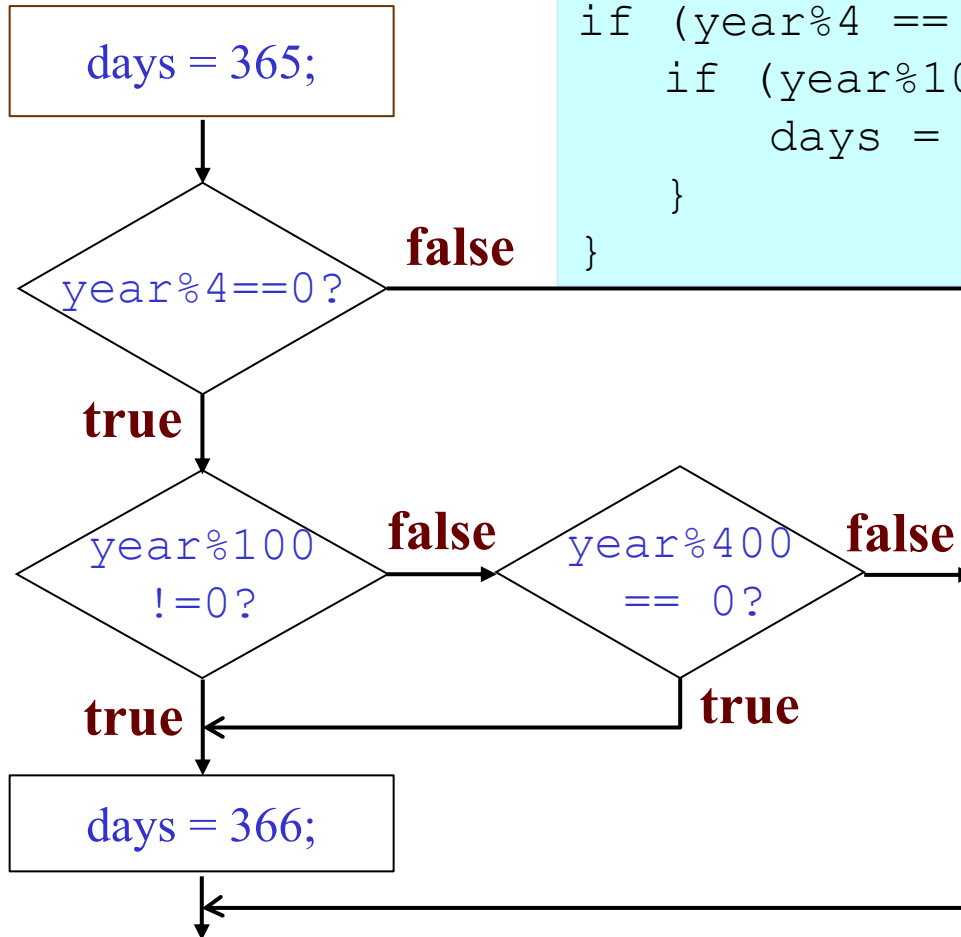 days = 365;
if (year%4 ==
if (year%10
days =
}
}
year%4==0?
false
true
year%100
!=0?
false
year%400
== 0?
false
true
true
days = 366;